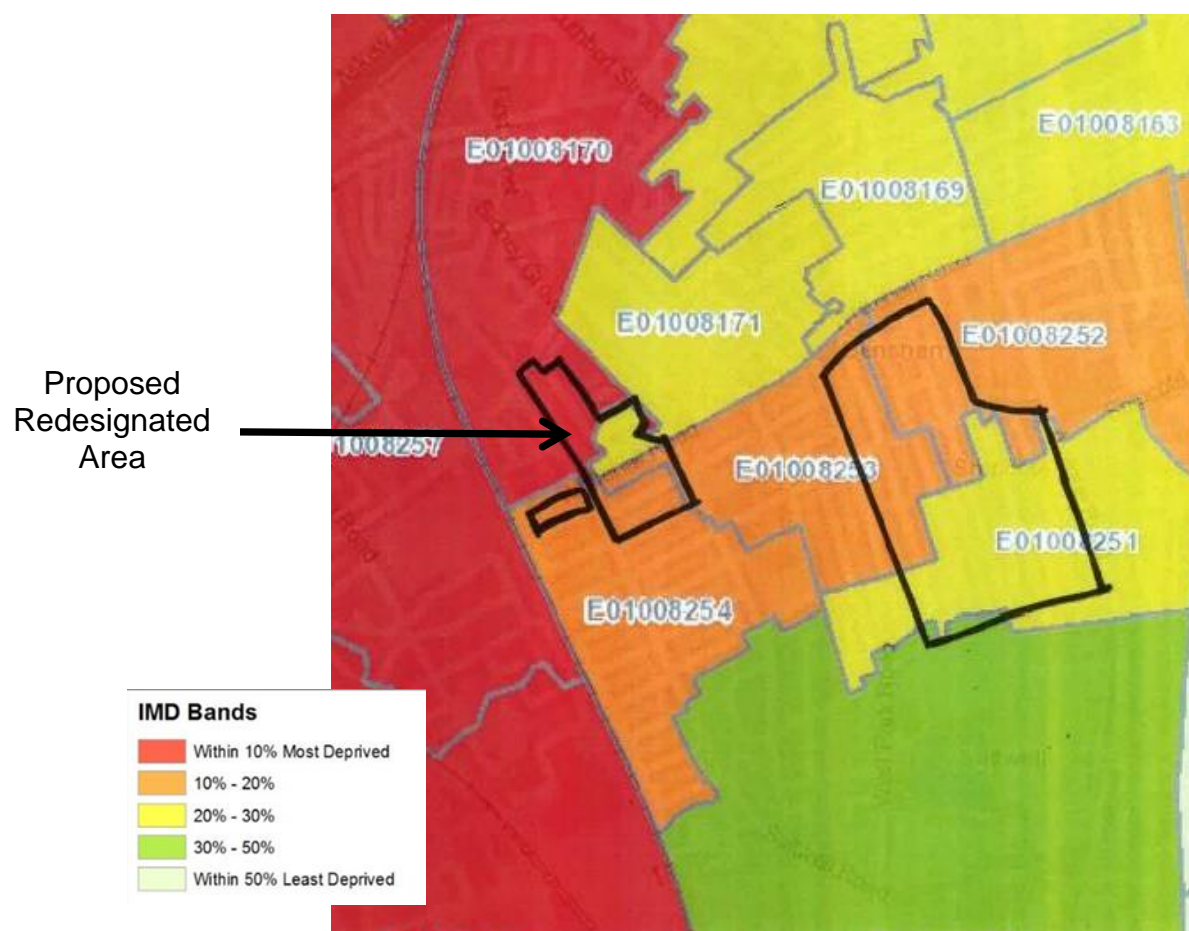 E01008170
E01008163
E01008169
E01008171
E01008252
Proposed
Redesignated
Area
E01008253
E01008251
E01008254
Road
IMD Bands
Within 10% Most Deprived
10% - 20%
20% - 30%
30% - 50%
Within 50% Least Deprived